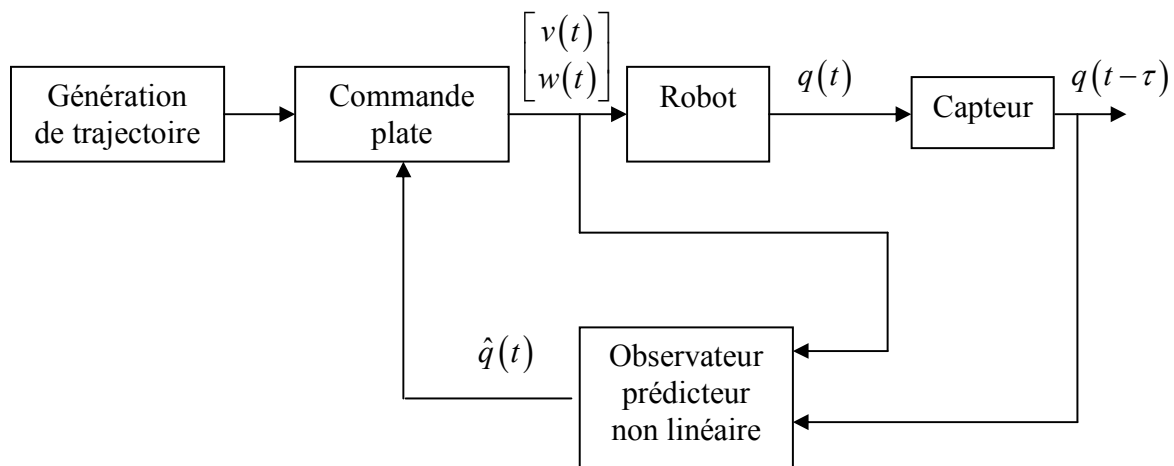 Génération
de trajectoire
Commande
plate
[v(t)
w(t)]
Robot
q(t)
Capteur
q(t−τ)
q̂(t)
Observateur
prédicteur
non linéaire